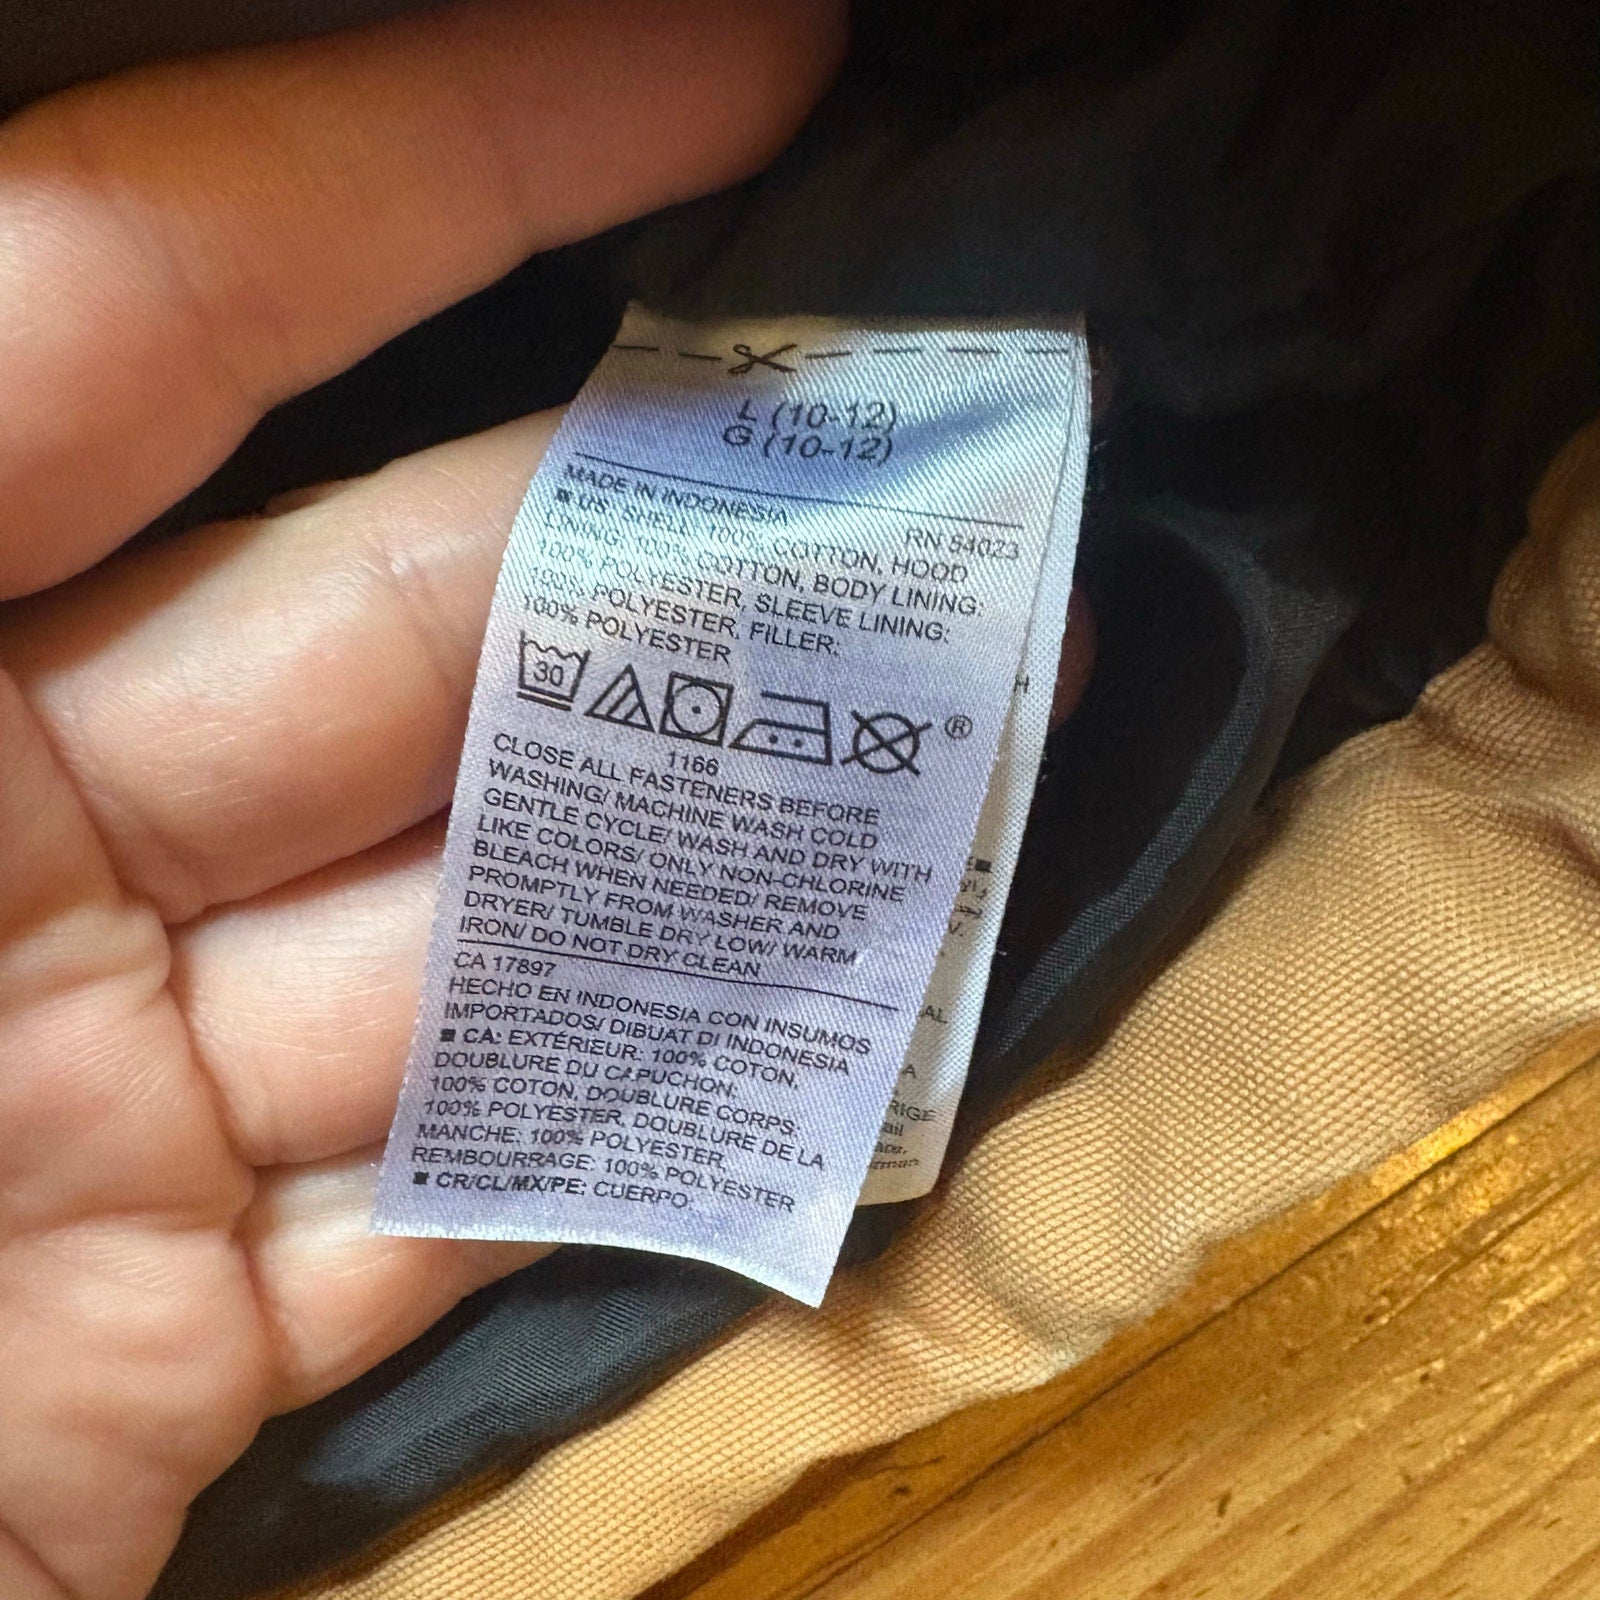 L (10-12)
G (10-12)
MADE IN INDONESIA RN 54023
■ US: SHELL: 100% COTTON, HOOD
LINING: 100% COTTON, BODY LINING:
100% POLYESTER, SLEEVE LINING:
100% POLYESTER, FILLER:
100% POLYESTER
30
®
1166
CLOSE ALL FASTENERS BEFORE
WASHING/ MACHINE WASH COLD
GENTLE CYCLE/ WASH AND DRY WITH
LIKE COLORS/ ONLY NON-CHLORINE
BLEACH WHEN NEEDED/ REMOVE
PROMPTLY FROM WASHER AND
DRYER/ TUMBLE DRY LOW/ WARM
IRON/ DO NOT DRY CLEAN
CA 17897
HECHO EN INDONESIA CON INSUMOS
IMPORTADOS/ DIBUAT DI INDONESIA
■ CA: EXTÉRIEUR: 100% COTON,
DOUBLURE DU CAPUCHON:
100% COTON, DOUBLURE CORPS:
100% POLYESTER, DOUBLURE DE LA
MANCHE: 100% POLYESTER,
REMBOURRAGE: 100% POLYESTER
■ CR/CL/MX/PE: CUERPO: